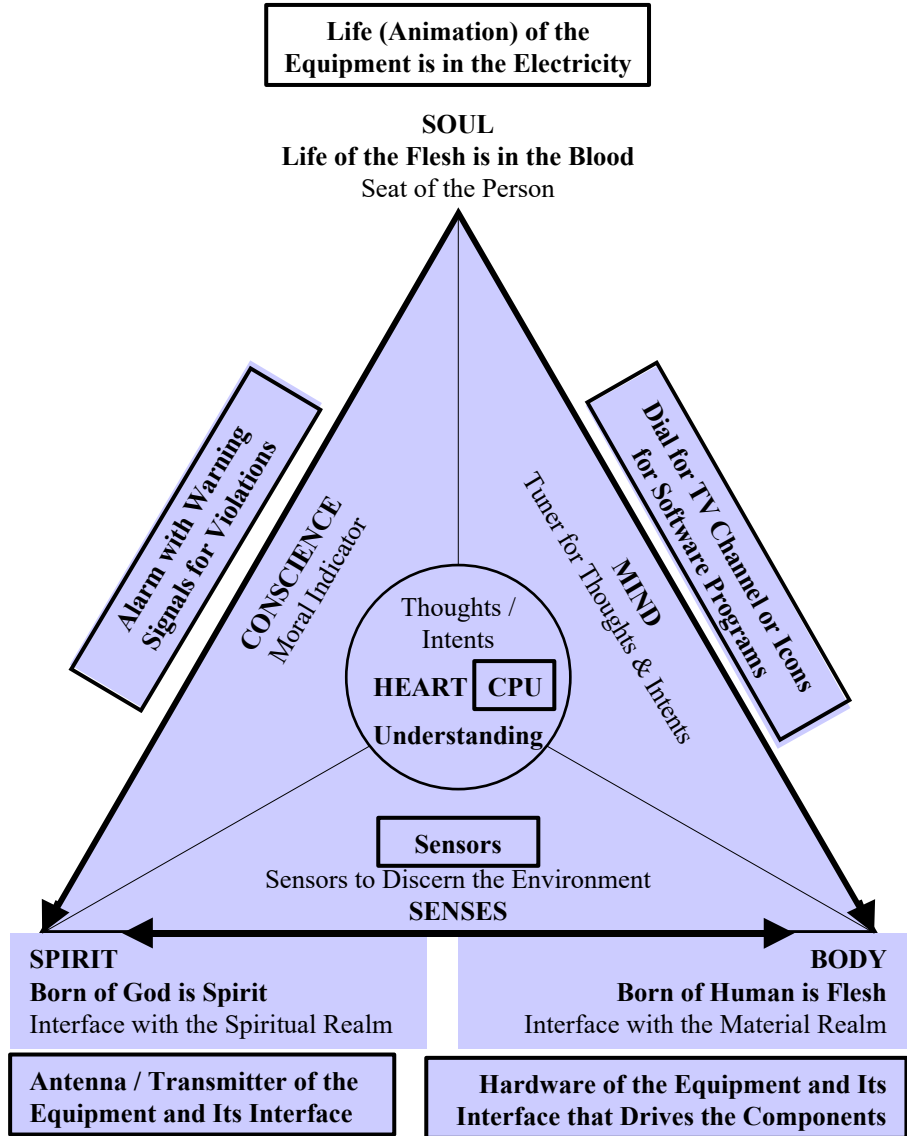 Life (Animation) of the
Equipment is in the Electricity
SOUL
Life of the Flesh is in the Blood
Seat of the Person
Alarm with Warning
Signals for Violations
CONSCIENCE
Moral Indicator
Dial for TV Channel or Icons
for Software Programs
MIND
Tuner for Thoughts & Intents
Thoughts /
Intents
HEART CPU
Understanding
Sensors
Sensors to Discern the Environment
SENSES
SPIRIT
Born of God is Spirit
Interface with the Spiritual Realm
BODY
Born of Human is Flesh
Interface with the Material Realm
Antenna / Transmitter of the
Equipment and Its Interface
Hardware of the Equipment and Its
Interface that Drives the Components